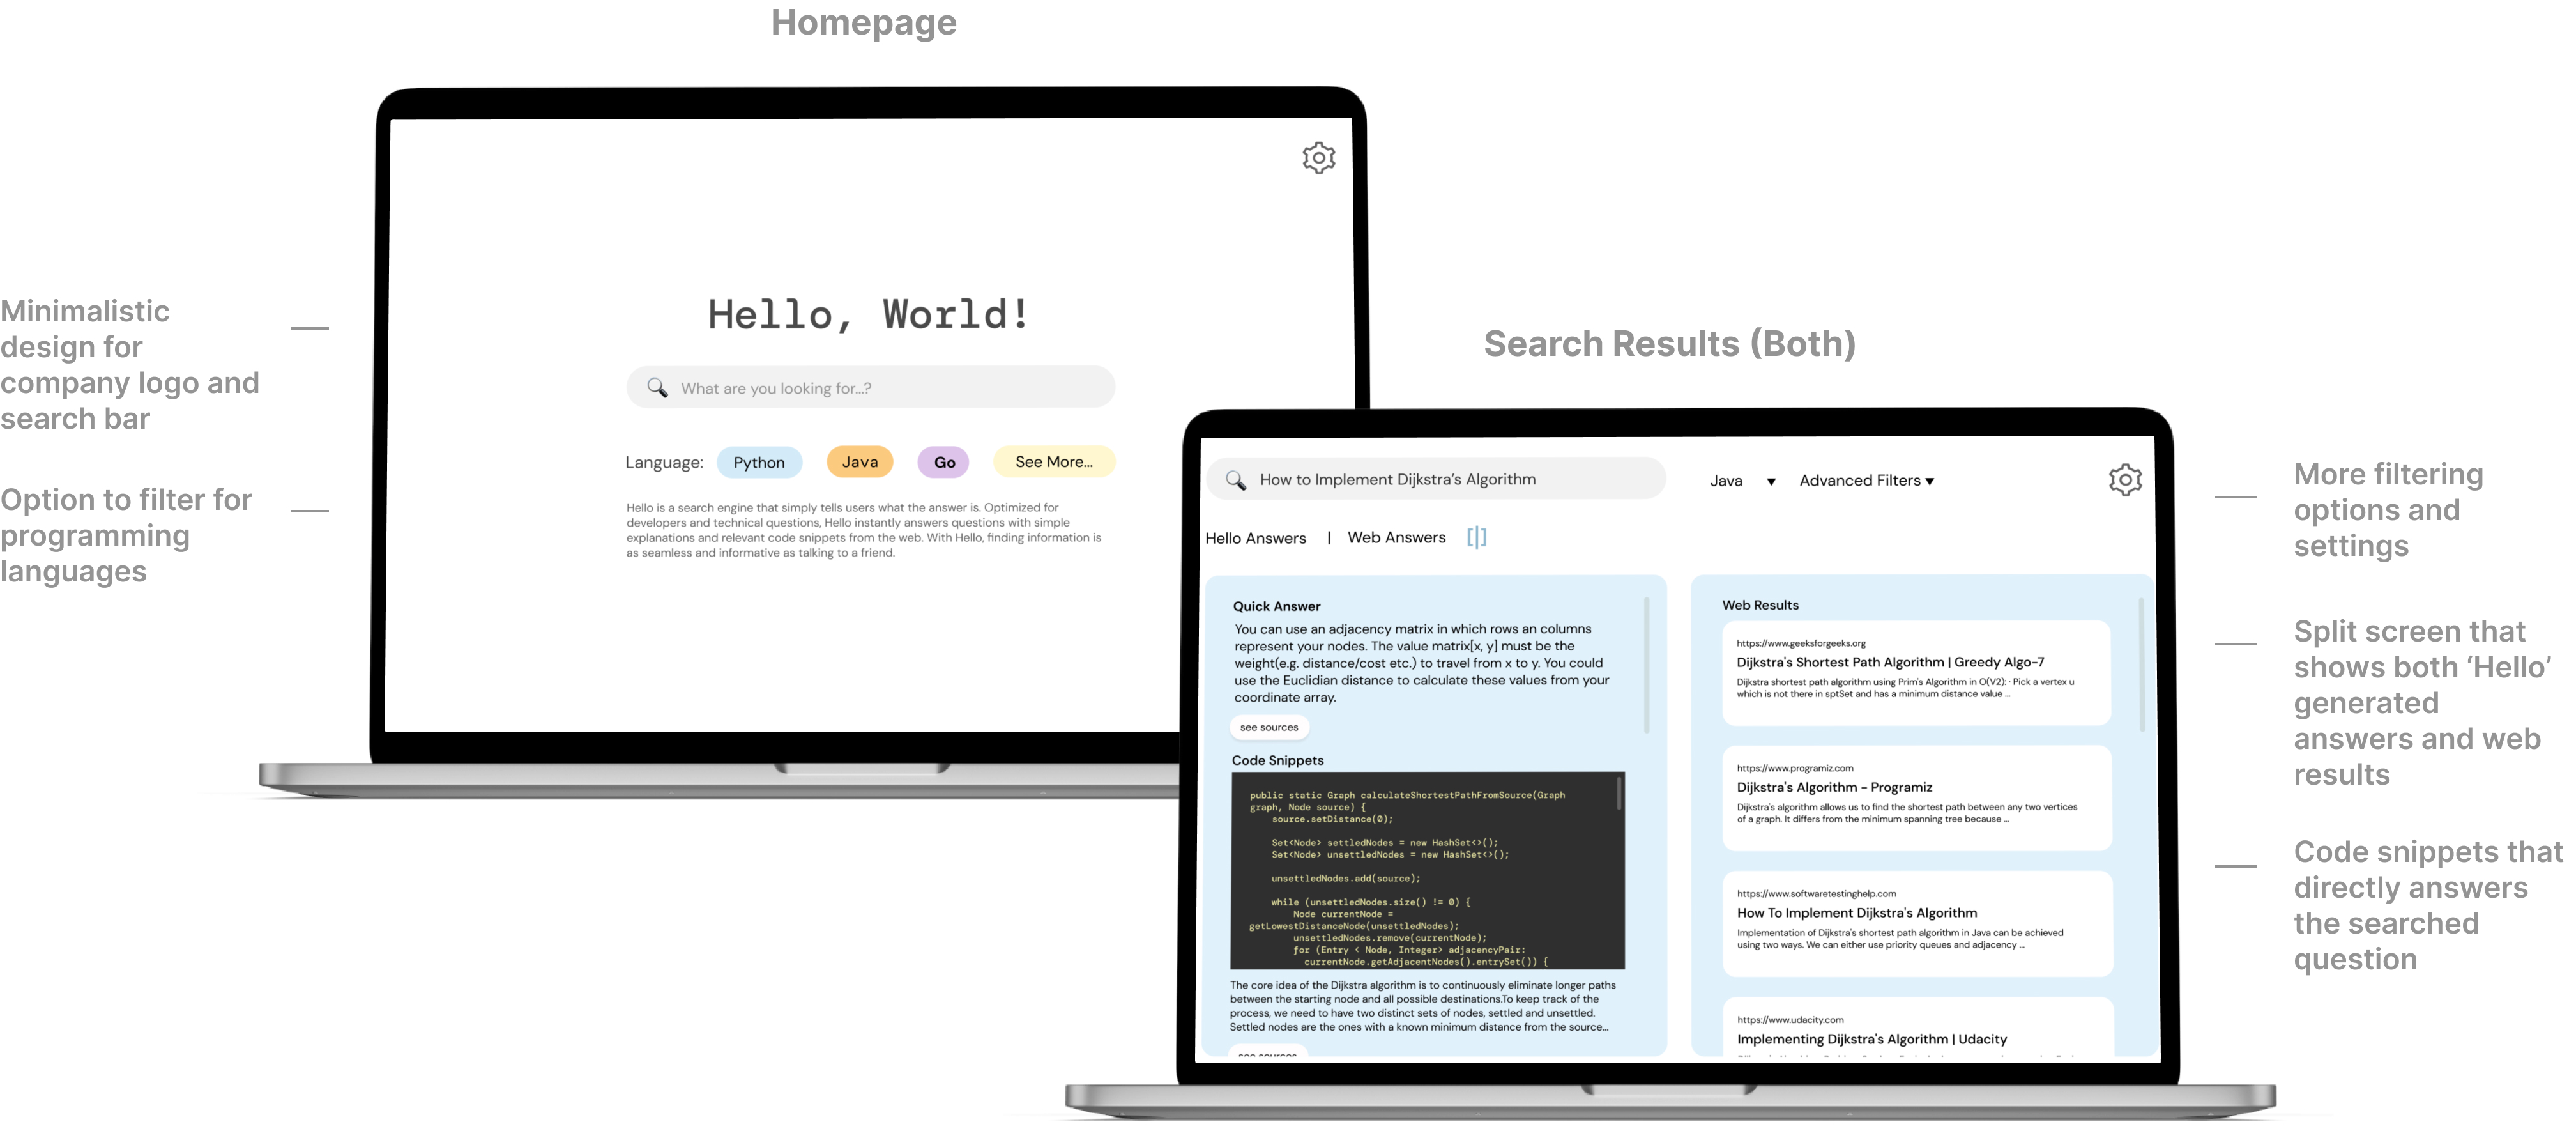 Homepage
Minimalistic
design for
company logo and
search bar
Option to filter for
programming
languages
Hello, World!
What are you looking for...?
Language: Python Java Go See More...
Hello is a search engine that simply tells users what the answer is. Optimized for
developers and technical questions, Hello instantly answers questions with simple
explanations and relevant code snippets from the web. With Hello, finding information is
as seamless and informative as talking to a friend.
Search Results (Both)
How to Implement Dijkstra's Algorithm Java ▼ Advanced Filters ▼
Hello Answers | Web Answers [|]
Quick Answer
You can use an adjacency matrix in which rows an columns
represent your nodes. The value matrix[x, y] must be the
weight(e.g. distance/cost etc.) to travel from x to y. You could
use the Euclidian distance to calculate these values from your
coordinate array.
see sources
Code Snippets
public static Graph calculateShortestPathFromSource(Graph
graph, Node source) {
source.setDistance(0);
Set<Node> settledNodes = new HashSet<>();
Set<Node> unsettledNodes = new HashSet<>();
unsettledNodes.add(source);
while (unsettledNodes.size() != 0) {
Node currentNode =
getLowestDistanceNode(unsettledNodes);
unsettledNodes.remove(currentNode);
for (Entry < Node, Integer> adjacencyPair:
currentNode.getAdjacentNodes().entrySet()) {
The core idea of the Dijkstra algorithm is to continuously eliminate longer paths
between the starting node and all possible destinations.To keep track of the
process, we need to have two distinct sets of nodes, settled and unsettled.
Settled nodes are the ones with a known minimum distance from the source...
see sources
Web Results
https://www.geeksforgeeks.org
Dijkstra's Shortest Path Algorithm | Greedy Algo-7
Dijkstra shortest path algorithm using Prim's Algorithm in O(V2): · Pick a vertex u
which is not there in sptSet and has a minimum distance value ...
https://www.programiz.com
Dijkstra's Algorithm - Programiz
Dijkstra's algorithm allows us to find the shortest path between any two vertices
of a graph. It differs from the minimum spanning tree because ...
https://www.softwaretestinghelp.com
How To Implement Dijkstra's Algorithm
Implementation of Dijkstra's shortest path algorithm in Java can be achieved
using two ways. We can either use priority queues and adjacency ...
https://www.udacity.com
Implementing Dijkstra's Algorithm | Udacity
More filtering
options and
settings
Split screen that
shows both ‘Hello’
generated
answers and web
results
Code snippets that
directly answers
the searched
question